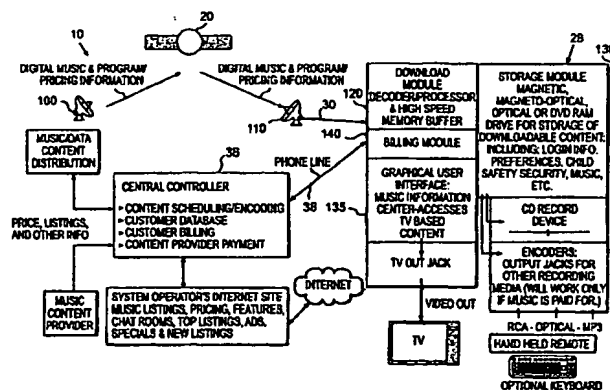 20
10
28
130
DIGITAL MUSIC & PROGRAM/
PRICING INFORMATION
DIGITAL MUSIC & PROGRAM/
PRICING INFORMATION
100
110
30
120
140
135
MUSIC/DATA
CONTENT
DISTRIBUTION
36
PHONE LINE
38
CENTRAL CONTROLLER
CONTENT SCHEDULING/ENCODING
CUSTOMER DATABASE
CUSTOMER BILLING
CONTENT PROVIDER PAYMENT
PRICE, LISTINGS,
AND OTHER INFO
MUSIC CONTENT
PROVIDER
SYSTEM OPERATOR'S INTERNET SITE
MUSIC LISTINGS, PRICING, FEATURES,
CHAT ROOMS, TOP LISTINGS, ADS,
SPECIALS & NEW LISTINGS
INTERNET
DOWNLOAD
MODULE
DECODER/PROCESSOR
& HIGH SPEED
MEMORY BUFFER
BILLING MODULE
GRAPHICAL USER
INTERFACE:
MUSIC INFORMATION
CENTER-ACCESSES
TV BASED
CONTENT
TV OUT JACK
VIDEO OUT
TV
STORAGE MODULE
MAGNETIC,
MAGNETO-OPTICAL,
OPTICAL OR DVD RAM
DRIVE FOR STORAGE OF
DOWNLOADABLE CONTENT:
INCLUDING: LOGIN INFO.
PREFERENCES, CHILD
SAFETY SECURITY, MUSIC,
ETC.
CD RECORD
DEVICE
ENCODERS:
OUTPUT JACKS FOR
OTHER RECORDING
MEDIA (WILL WORK ONLY
IF MUSIC IS PAID FOR.)
RCA - OPTICAL - MP3
HAND HELD REMOTE
OPTIONAL KEYBOARD